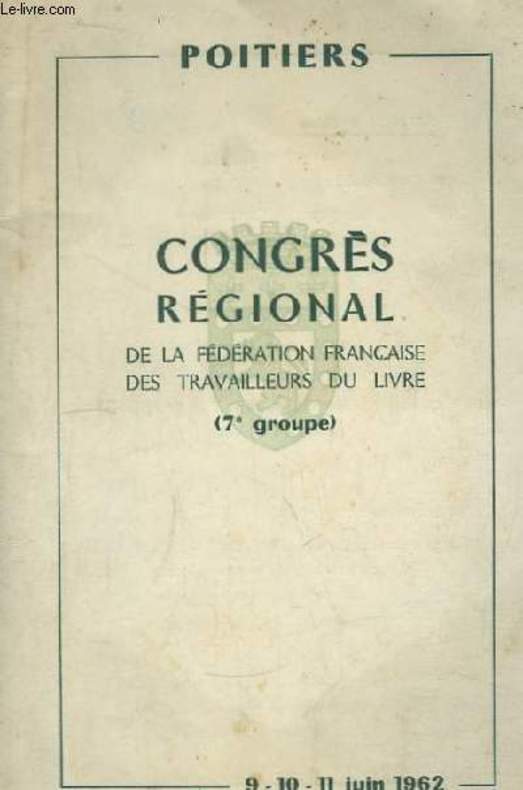 Le-livre.com
POITIERS
CONGRÈS
RÉGIONAL
DE LA FÉDÉRATION FRANÇAISE
DES TRAVAILLEURS DU LIVRE
(7e groupe)
9 - 10 - 11 juin 1962